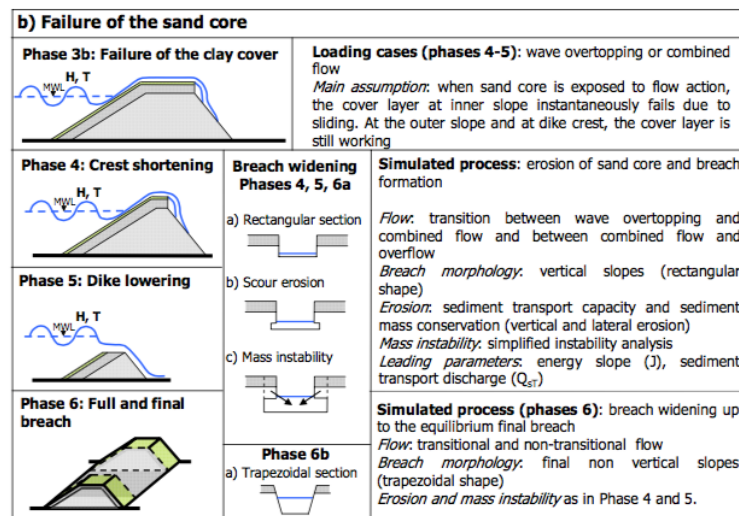 b) Failure of the sand core
Phase 3b: Failure of the clay cover
H, T
MWL
Loading cases (phases 4-5): wave overtopping or combined
flow
Main assumption: when sand core is exposed to flow action,
the cover layer at inner slope instantaneously fails due to
sliding. At the outer slope and at dike crest, the cover layer is
still working
Phase 4: Crest shortening
H, T
MWL
Phase 5: Dike lowering
H, T
MWL
Phase 6: Full and final
breach
Breach widening
Phases 4, 5, 6a
a) Rectangular section
b) Scour erosion
c) Mass instability
Phase 6b
a) Trapezoidal section
Simulated process: erosion of sand core and breach
formation
Flow: transition between wave overtopping and
combined flow and between combined flow and
overflow
Breach morphology: vertical slopes (rectangular
shape)
Erosion: sediment transport capacity and sediment
mass conservation (vertical and lateral erosion)
Mass instability: simplified instability analysis
Leading parameters: energy slope (J), sediment
transport discharge (QsT)
Simulated process (phases 6): breach widening up
to the equilibrium final breach
Flow: transitional and non-transitional flow
Breach morphology: final non vertical slopes
(trapezoidal shape)
Erosion and mass instability as in Phase 4 and 5.